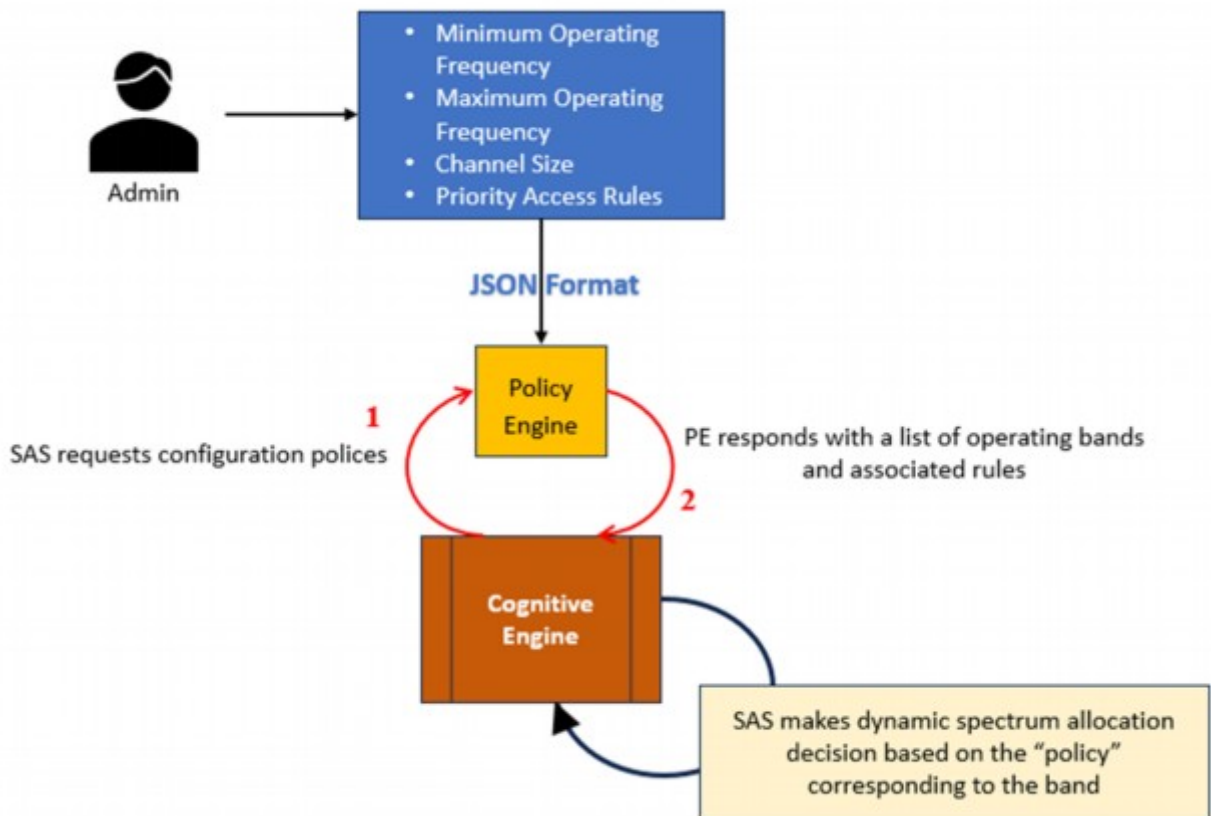 • Minimum Operating
Frequency
• Maximum Operating
Frequency
• Channel Size
• Priority Access Rules
Admin
JSON Format
Policy
Engine
1
SAS requests configuration polices
PE responds with a list of operating bands
and associated rules
2
Cognitive
Engine
SAS makes dynamic spectrum allocation
decision based on the “policy”
corresponding to the band